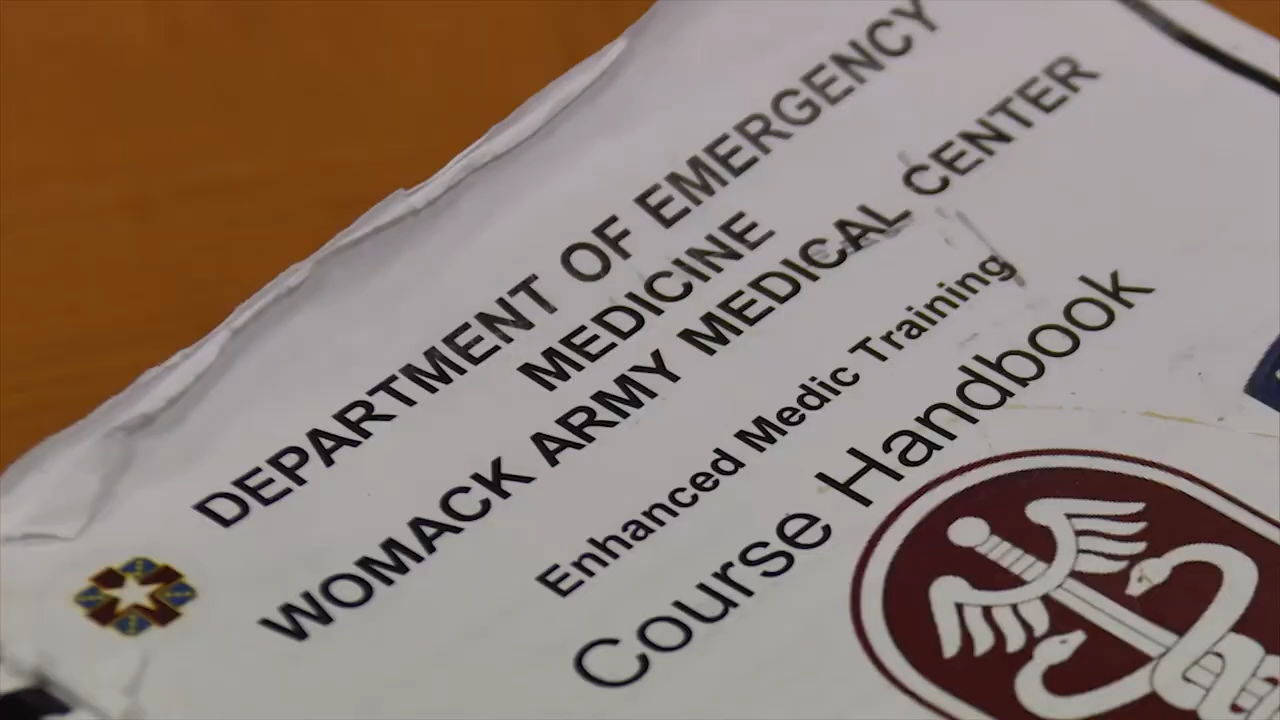 DEPARTMENT OF EMERGENCY
MEDICINE
WOMACK ARMY MEDICAL CENTER
Enhanced Medic Training
Course Handbook